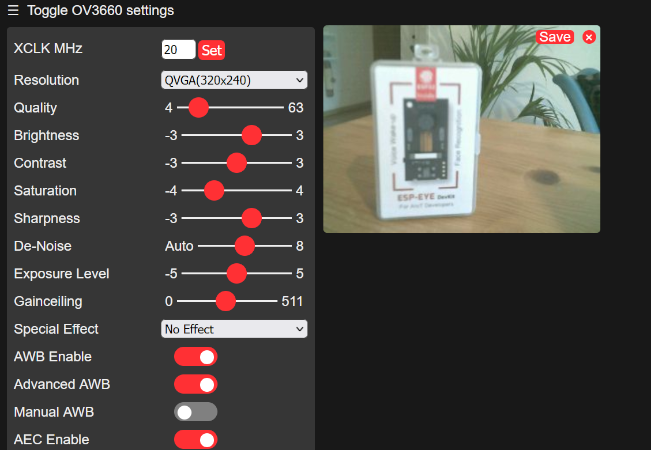 ☰ Toggle OV3660 settings
XCLK MHz 20 Set
Resolution QVGA(320x240)
Quality 4 63
Brightness -3 3
Contrast -3 3
Saturation -4 4
Sharpness -3 3
De-Noise Auto 8
Exposure Level -5 5
Gainceiling 0 511
Special Effect No Effect
AWB Enable
Advanced AWB
Manual AWB
AEC Enable
Save ×
Voice Wake-up
Face Recognition
ESP-EYE DevKit
For AIoT Developers